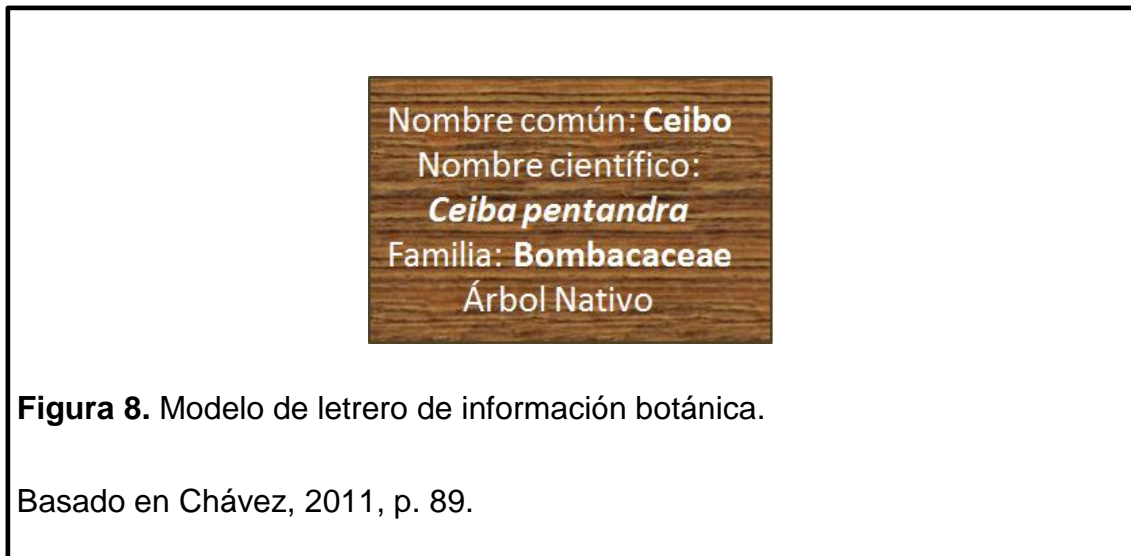 Nombre común: Ceibo
Nombre científico:
Ceiba pentandra
Familia: Bombacaceae
Árbol Nativo
Figura 8. Modelo de letrero de información botánica.
Basado en Chávez, 2011, p. 89.